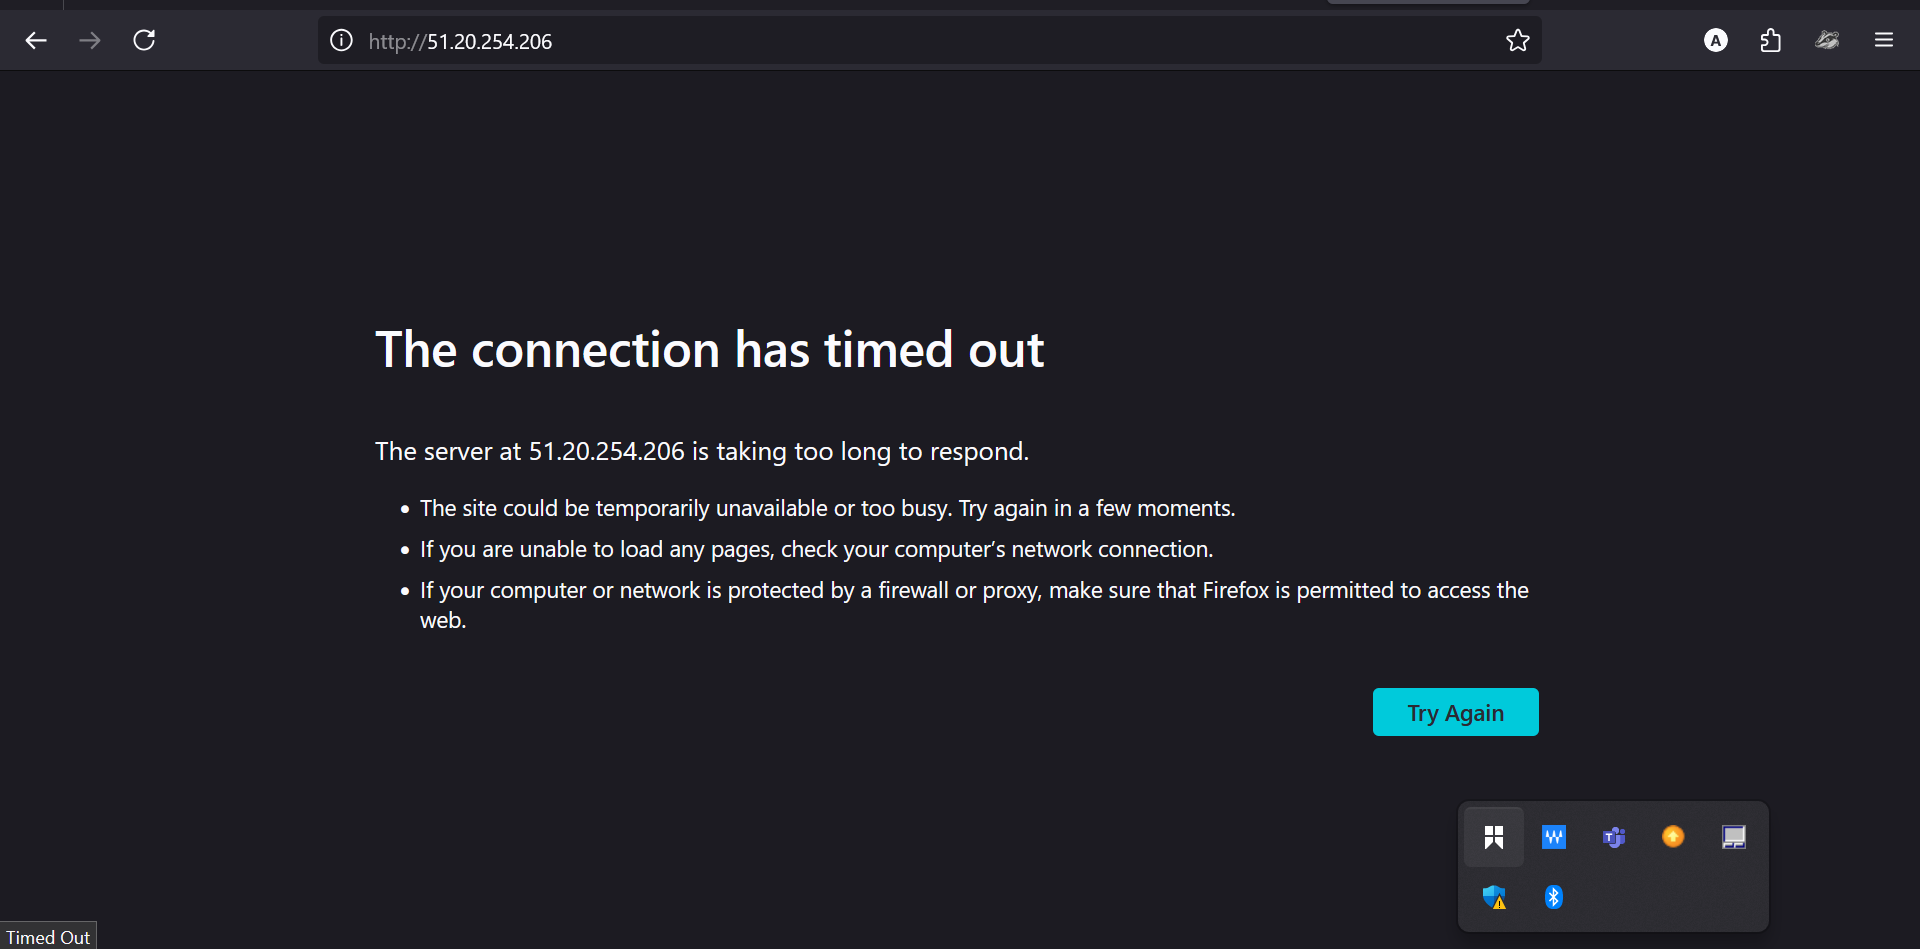 http://51.20.254.206
A
The connection has timed out
The server at 51.20.254.206 is taking too long to respond.
• The site could be temporarily unavailable or too busy. Try again in a few moments.
• If you are unable to load any pages, check your computer’s network connection.
• If your computer or network is protected by a firewall or proxy, make sure that Firefox is permitted to access the
web.
Try Again
Timed Out